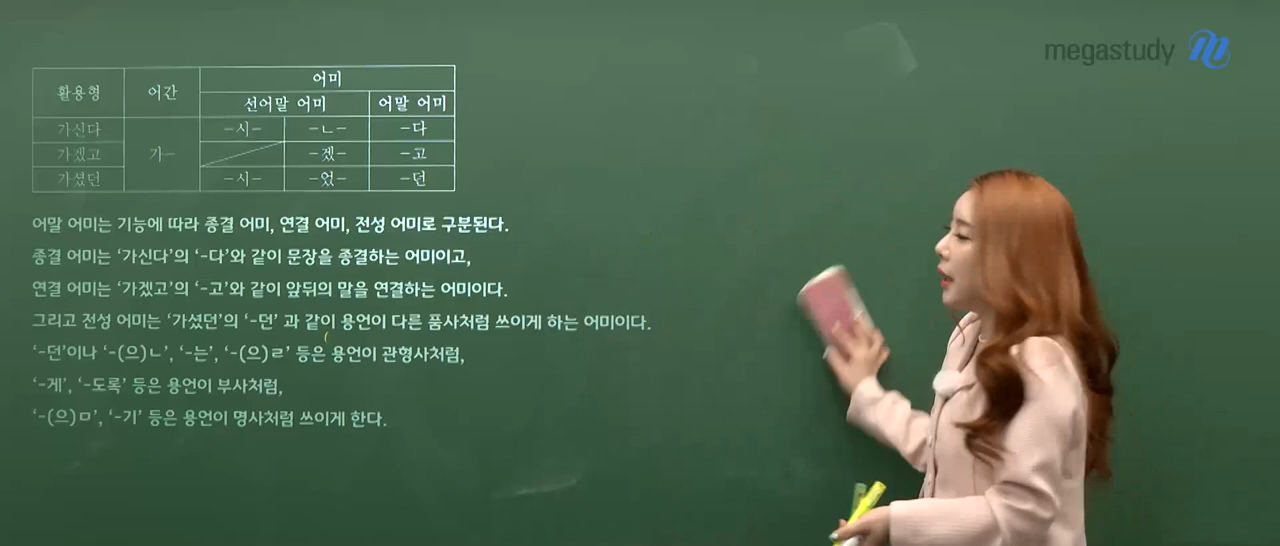 megastudy
활용형 어간 어미
선어말 어미 어말 어미
가신다 가- -시- -ㄴ- -다
가겠고 -겠- -고
가셨던 -시- -었- -던
어말 어미는 기능에 따라 종결 어미, 연결 어미, 전성 어미로 구분된다.
종결 어미는 ‘가신다’의 ‘-다’와 같이 문장을 종결하는 어미이고,
연결 어미는 ‘가겠고’의 ‘-고’와 같이 앞뒤의 말을 연결하는 어미이다.
그리고 전성 어미는 ‘가셨던’의 ‘-던’ 과 같이 용언이 다른 품사처럼 쓰이게 하는 어미이다.
‘-던’이나 ‘-(으)ㄴ’, ‘-는’, ‘-(으)ㄹ’ 등은 용언이 관형사처럼,
‘-게’, ‘-도록’ 등은 용언이 부사처럼,
‘-(으)ㅁ’, ‘-기’ 등은 용언이 명사처럼 쓰이게 한다.